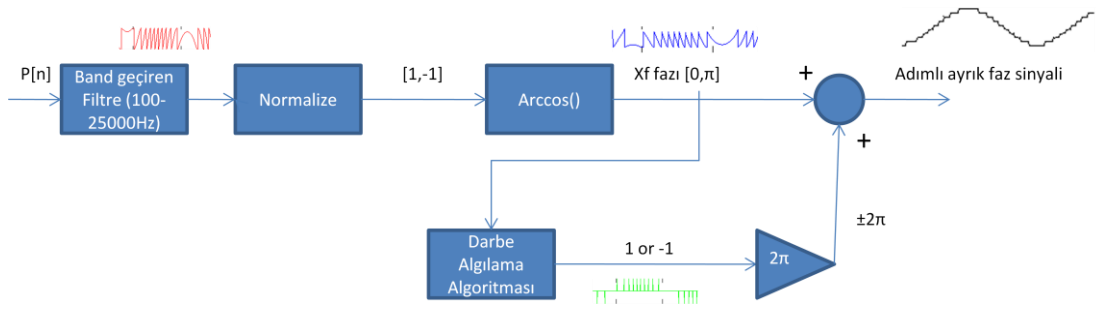 P[n]
Band geçiren
Filtre (100-
25000Hz)
Normalize
[1,-1]
Arccos()
Xf fazı [0,π]
+
Adımlı ayrık faz sinyali
+
±2π
Darbe
Algılama
Algoritması
1 or -1
2π